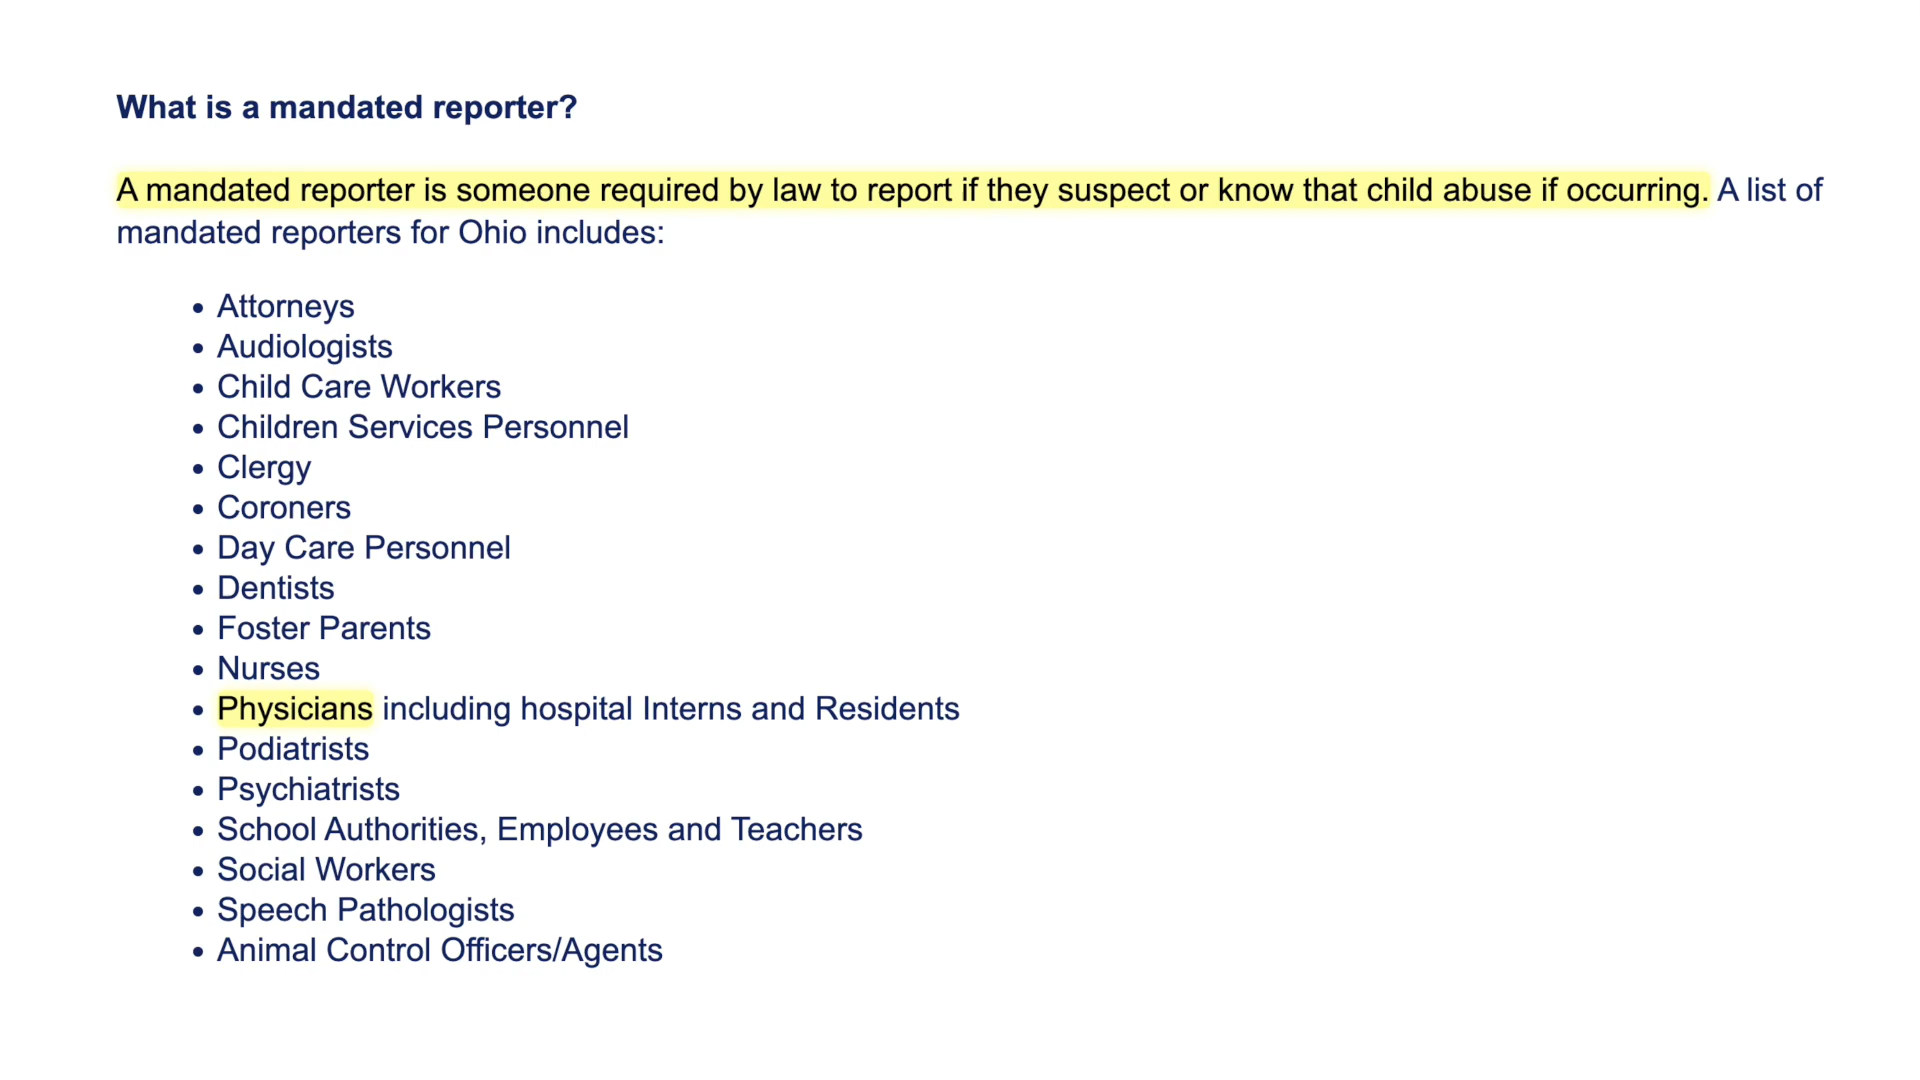 What is a mandated reporter?
A mandated reporter is someone required by law to report if they suspect or know that child abuse if occurring. A list of
mandated reporters for Ohio includes:
• Attorneys
• Audiologists
• Child Care Workers
• Children Services Personnel
• Clergy
• Coroners
• Day Care Personnel
• Dentists
• Foster Parents
• Nurses
• Physicians including hospital Interns and Residents
• Podiatrists
• Psychiatrists
• School Authorities, Employees and Teachers
• Social Workers
• Speech Pathologists
• Animal Control Officers/Agents